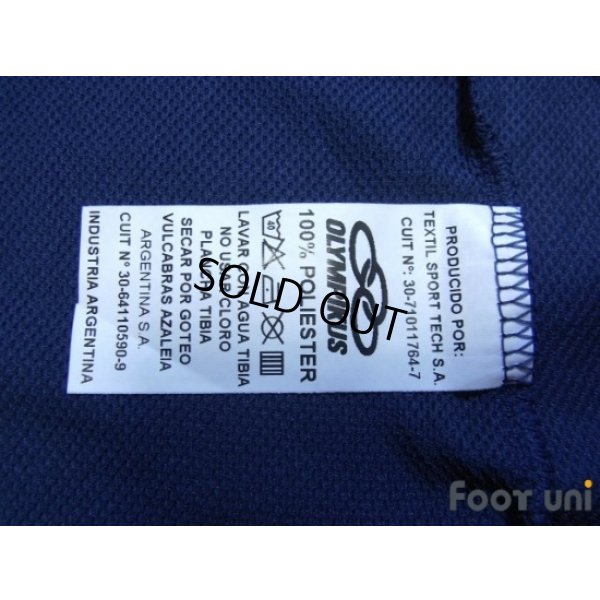 PRODUCIDO POR:
TEXTIL SPORT TECH S.A.
CUIT Nº: 30-71011764-7
OLYMPIKUS
100% POLIESTER
LAVAR CON AGUA TIBIA
NO USAR CLORO
PLANCHA TIBIA
SECAR POR GOTEO
VULCABRAS AZALEIA
ARGENTINA S.A.
CUIT Nº 30-64110590-9
INDUSTRIA ARGENTINA
SOLD OUT
Foot uni